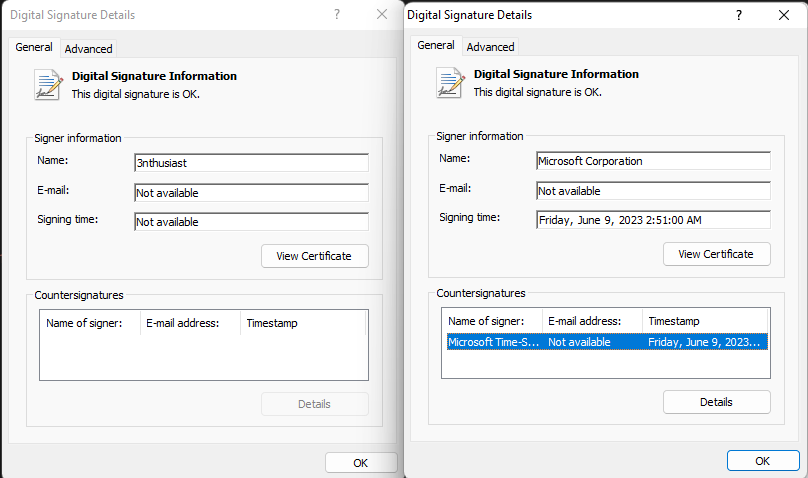 Digital Signature Details
General
Advanced
Digital Signature Information
This digital signature is OK.
Signer information
Name:
3nthusiast
E-mail:
Not available
Signing time:
Not available
View Certificate
Countersignatures
Name of signer:
E-mail address:
Timestamp
Details
OK
Digital Signature Details
General
Advanced
Digital Signature Information
This digital signature is OK.
Signer information
Name:
Microsoft Corporation
E-mail:
Not available
Signing time:
Friday, June 9, 2023 2:51:00 AM
View Certificate
Countersignatures
Name of signer:
E-mail address:
Timestamp
Microsoft Time-S...
Not available
Friday, June 9, 2023...
Details
OK